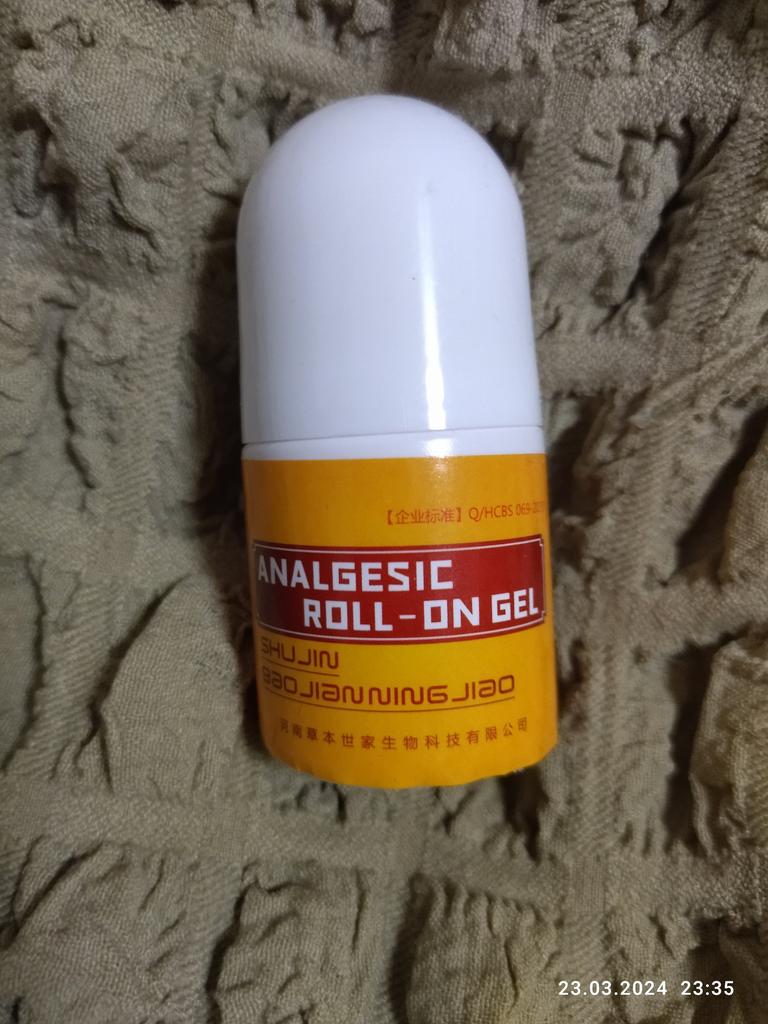 【企业标准】Q/HCBS 069-
ANALGESIC
ROLL-ON GEL
SHUJIN
BAOJIANNINGJIAO
河南草本世家生物科技有限公司
23.03.2024 23:35